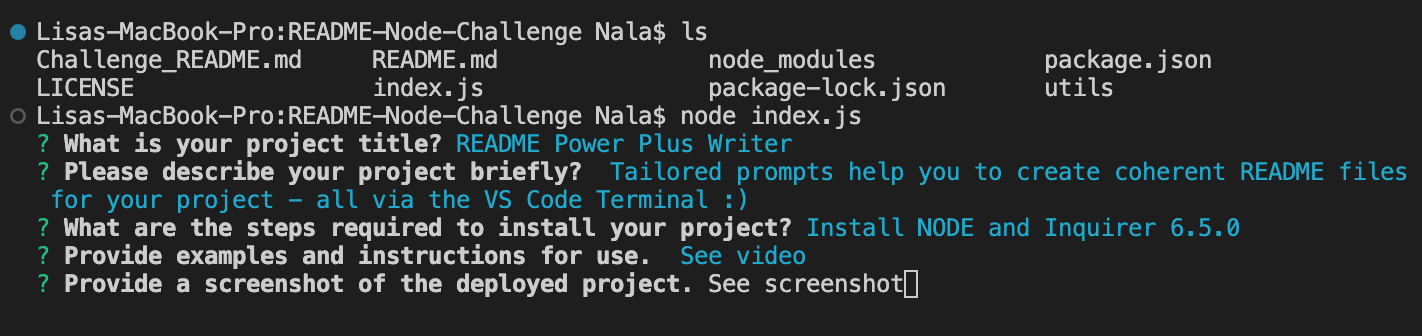 Lisas-MacBook-Pro:README-Node-Challenge Nala$ ls
Challenge_README.md README.md node_modules package.json
LICENSE index.js package-lock.json utils
Lisas-MacBook-Pro:README-Node-Challenge Nala$ node index.js
? What is your project title? README Power Plus Writer
? Please describe your project briefly? Tailored prompts help you to create coherent README files
for your project – all via the VS Code Terminal :)
? What are the steps required to install your project? Install NODE and Inquirer 6.5.0
? Provide examples and instructions for use. See video
? Provide a screenshot of the deployed project. See screenshot